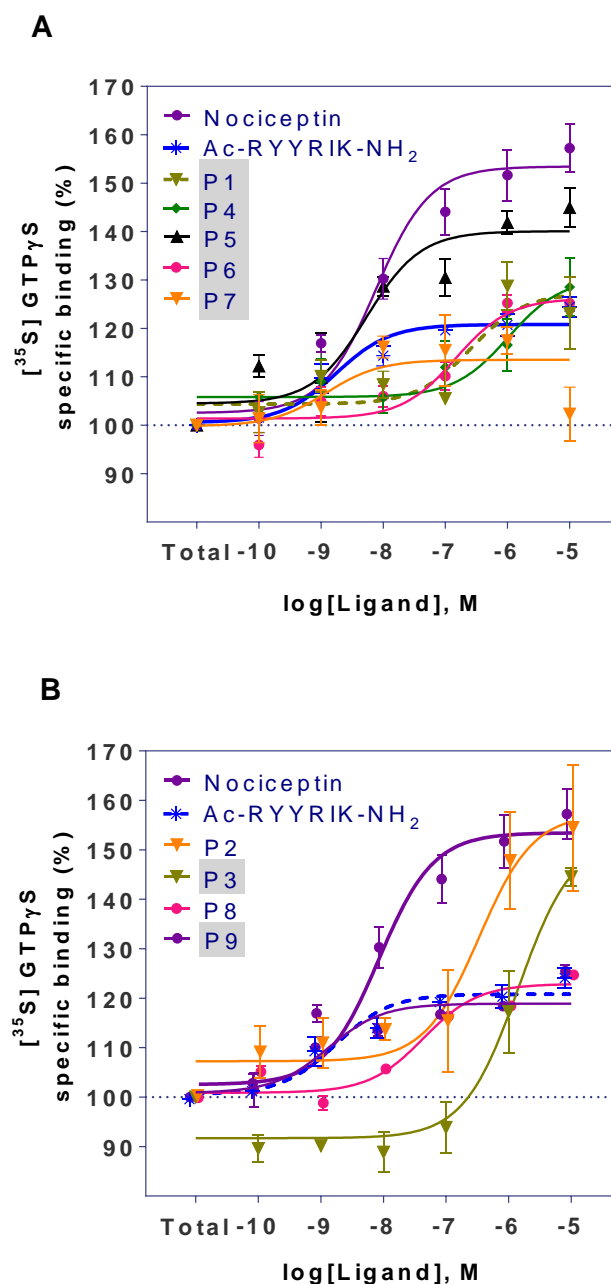 A
170
160
150
140
130
120
110
100
90
[³⁵S] GTPγS
specific binding (%)
Nociceptin
Ac-RYYRIK-NH₂
P1
P4
P5
P6
P7
Total -10 -9 -8 -7 -6 -5
log[Ligand], M
B
170
160
150
140
130
120
110
100
90
[³⁵S] GTPγS
specific binding (%)
Nociceptin
Ac-RYYRIK-NH₂
P2
P3
P8
P9
Total -10 -9 -8 -7 -6 -5
log[Ligand], M